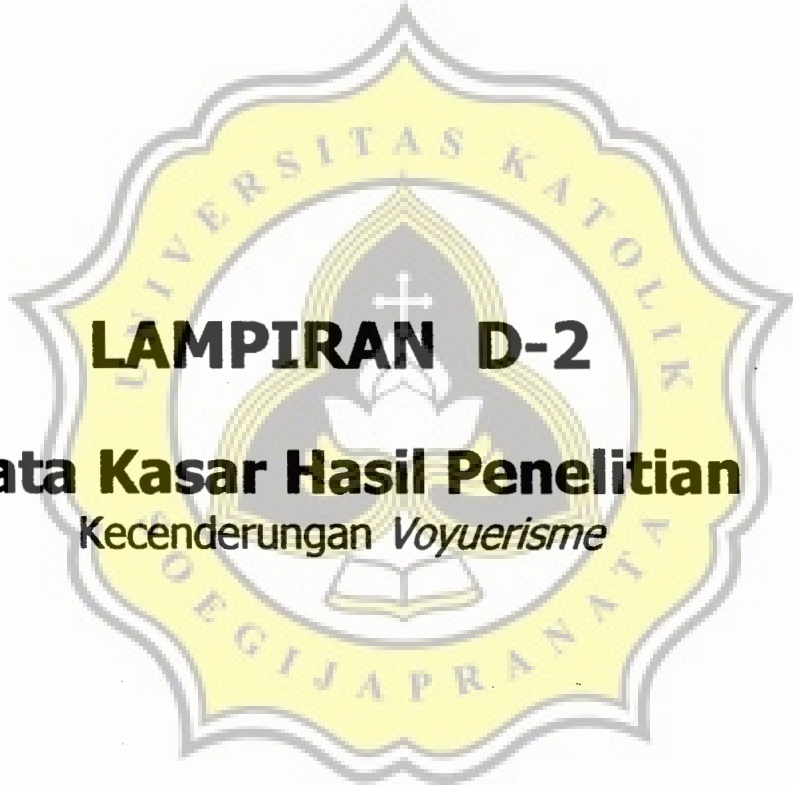 UNIVERSITAS KATOLIK
LAMPIRAN D-2
ata Kasar Hasil Penelitian
Kecenderungan Voyuerisme
SOEGIJAPRANATA